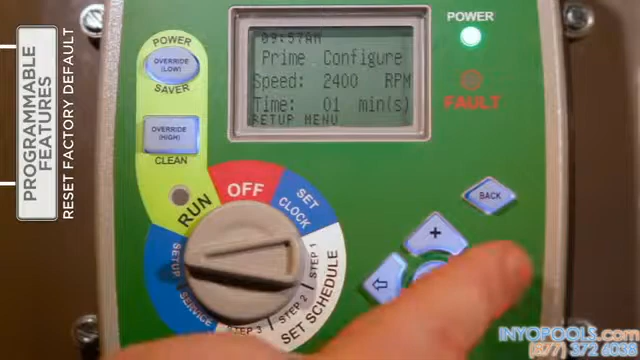 PROGRAMMABLE
FEATURES
RESET FACTORY DEFAULT
POWER
OVERRIDE
(LOW)
SAVER
OVERRIDE
(HIGH)
CLEAN
09:57AM
Prime Configure
Speed: 2400 RPM
Time: 01 min(s)
SETUP MENU
POWER
FAULT
RUN
OFF
SET
CLOCK
SETUP
SERVICE
STEP 1
STEP 2
STEP 3
SET SCHEDULE
BACK
+
INYOPOOLS.COM
(877) 372 6038